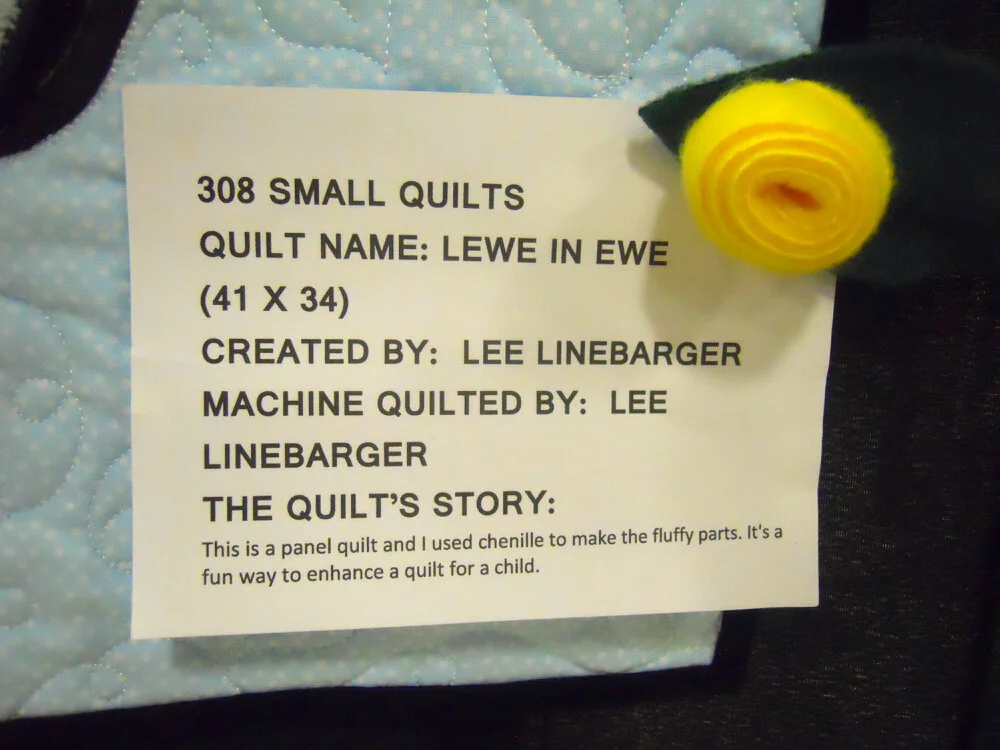 308 SMALL QUILTS
QUILT NAME: LEWE IN EWE
(41 X 34)
CREATED BY:  LEE LINEBARGER
MACHINE QUILTED BY:  LEE
LINEBARGER
THE QUILT'S STORY:
This is a panel quilt and I used chenille to make the fluffy parts. It's a
fun way to enhance a quilt for a child.